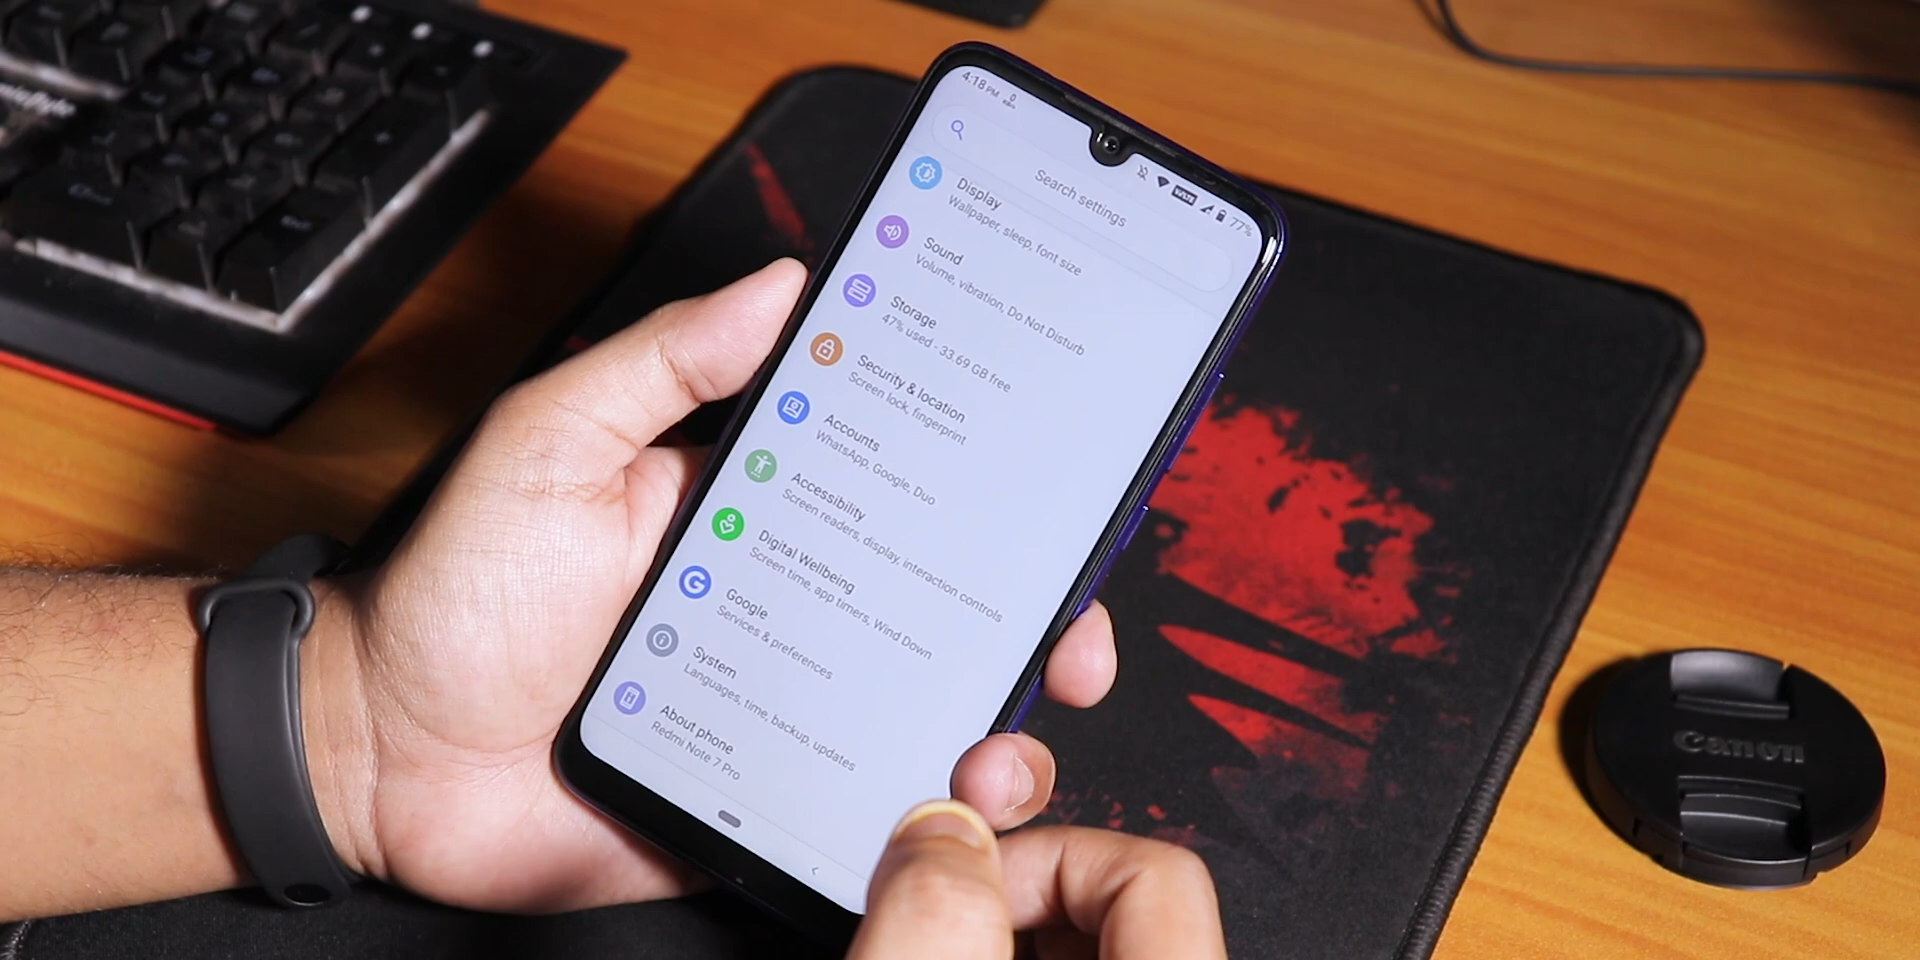 4:18 PM
VoLTE
77%
Search settings
Display
Wallpaper, sleep, font size
Sound
Volume, vibration, Do Not Disturb
Storage
47% used - 33.69 GB free
Security & location
Screen lock, fingerprint
Accounts
WhatsApp, Google, Duo
Accessibility
Screen readers, display, interaction controls
Digital Wellbeing
Screen time, app timers, Wind Down
Google
Services & preferences
System
Languages, time, backup, updates
About phone
Redmi Note 7 Pro
Canon